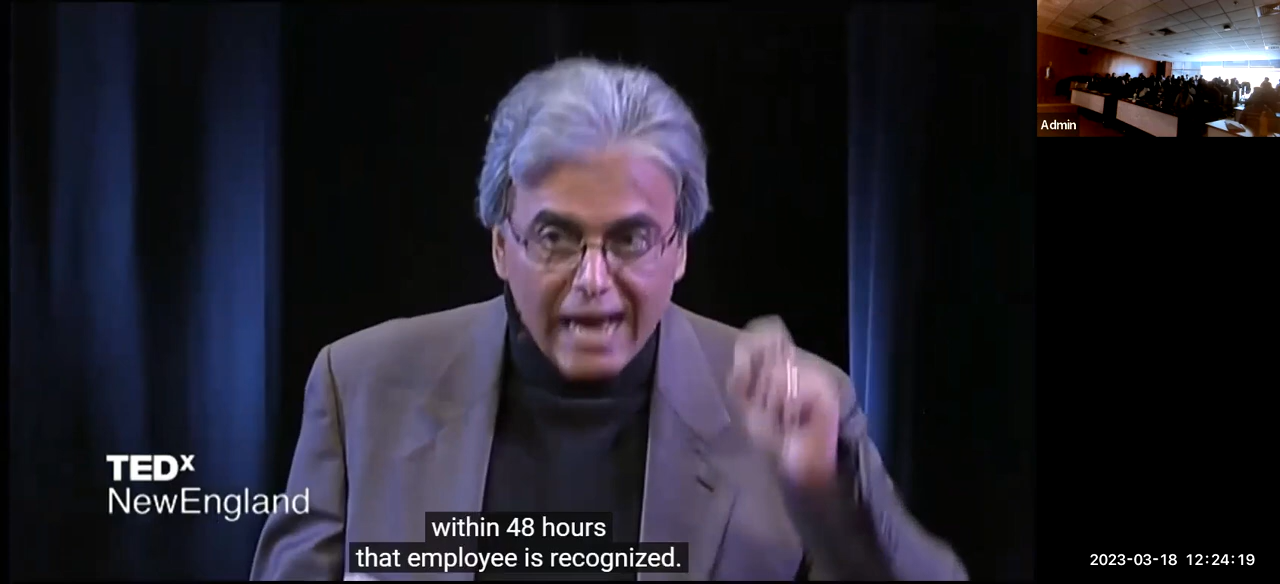 Admin
TEDx
NewEngland
within 48 hours
that employee is recognized.
2023-03-18 12:24:19